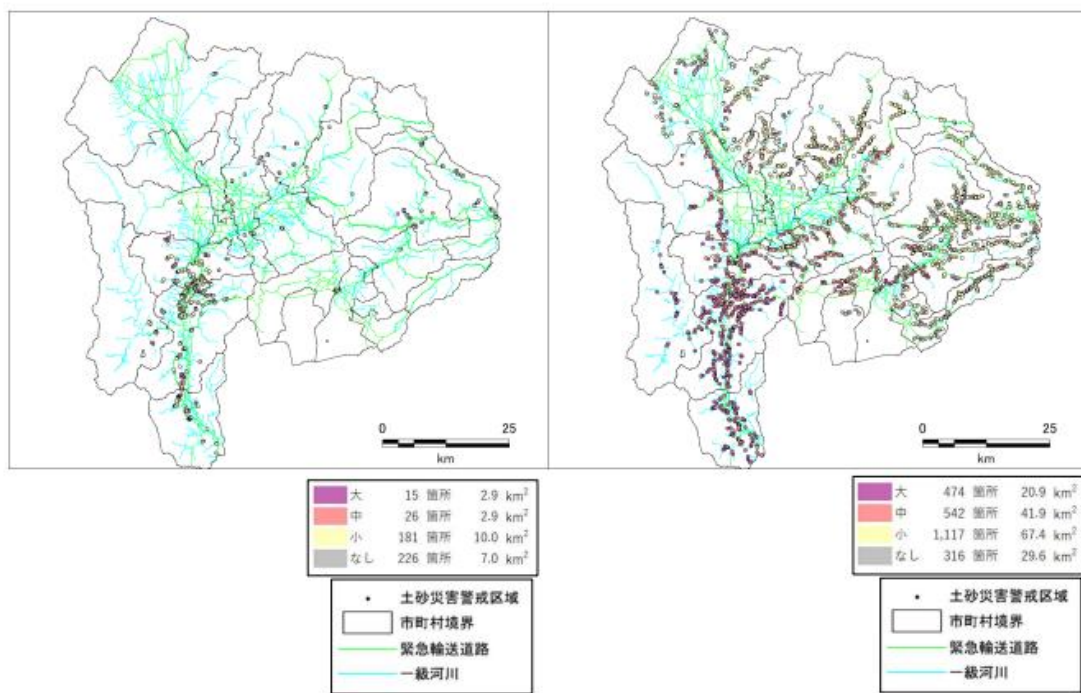 0 25
km
0 25
km
大 15 箇所 2.9 km²
中 26 箇所 2.9 km²
小 181 箇所 10.0 km²
なし 226 箇所 7.0 km²
土砂災害警戒区域
市町村境界
緊急輸送道路
一級河川
大 474 箇所 20.9 km²
中 542 箇所 41.9 km²
小 1,117 箇所 67.4 km²
なし 316 箇所 29.6 km²
土砂災害警戒区域
市町村境界
緊急輸送道路
一級河川